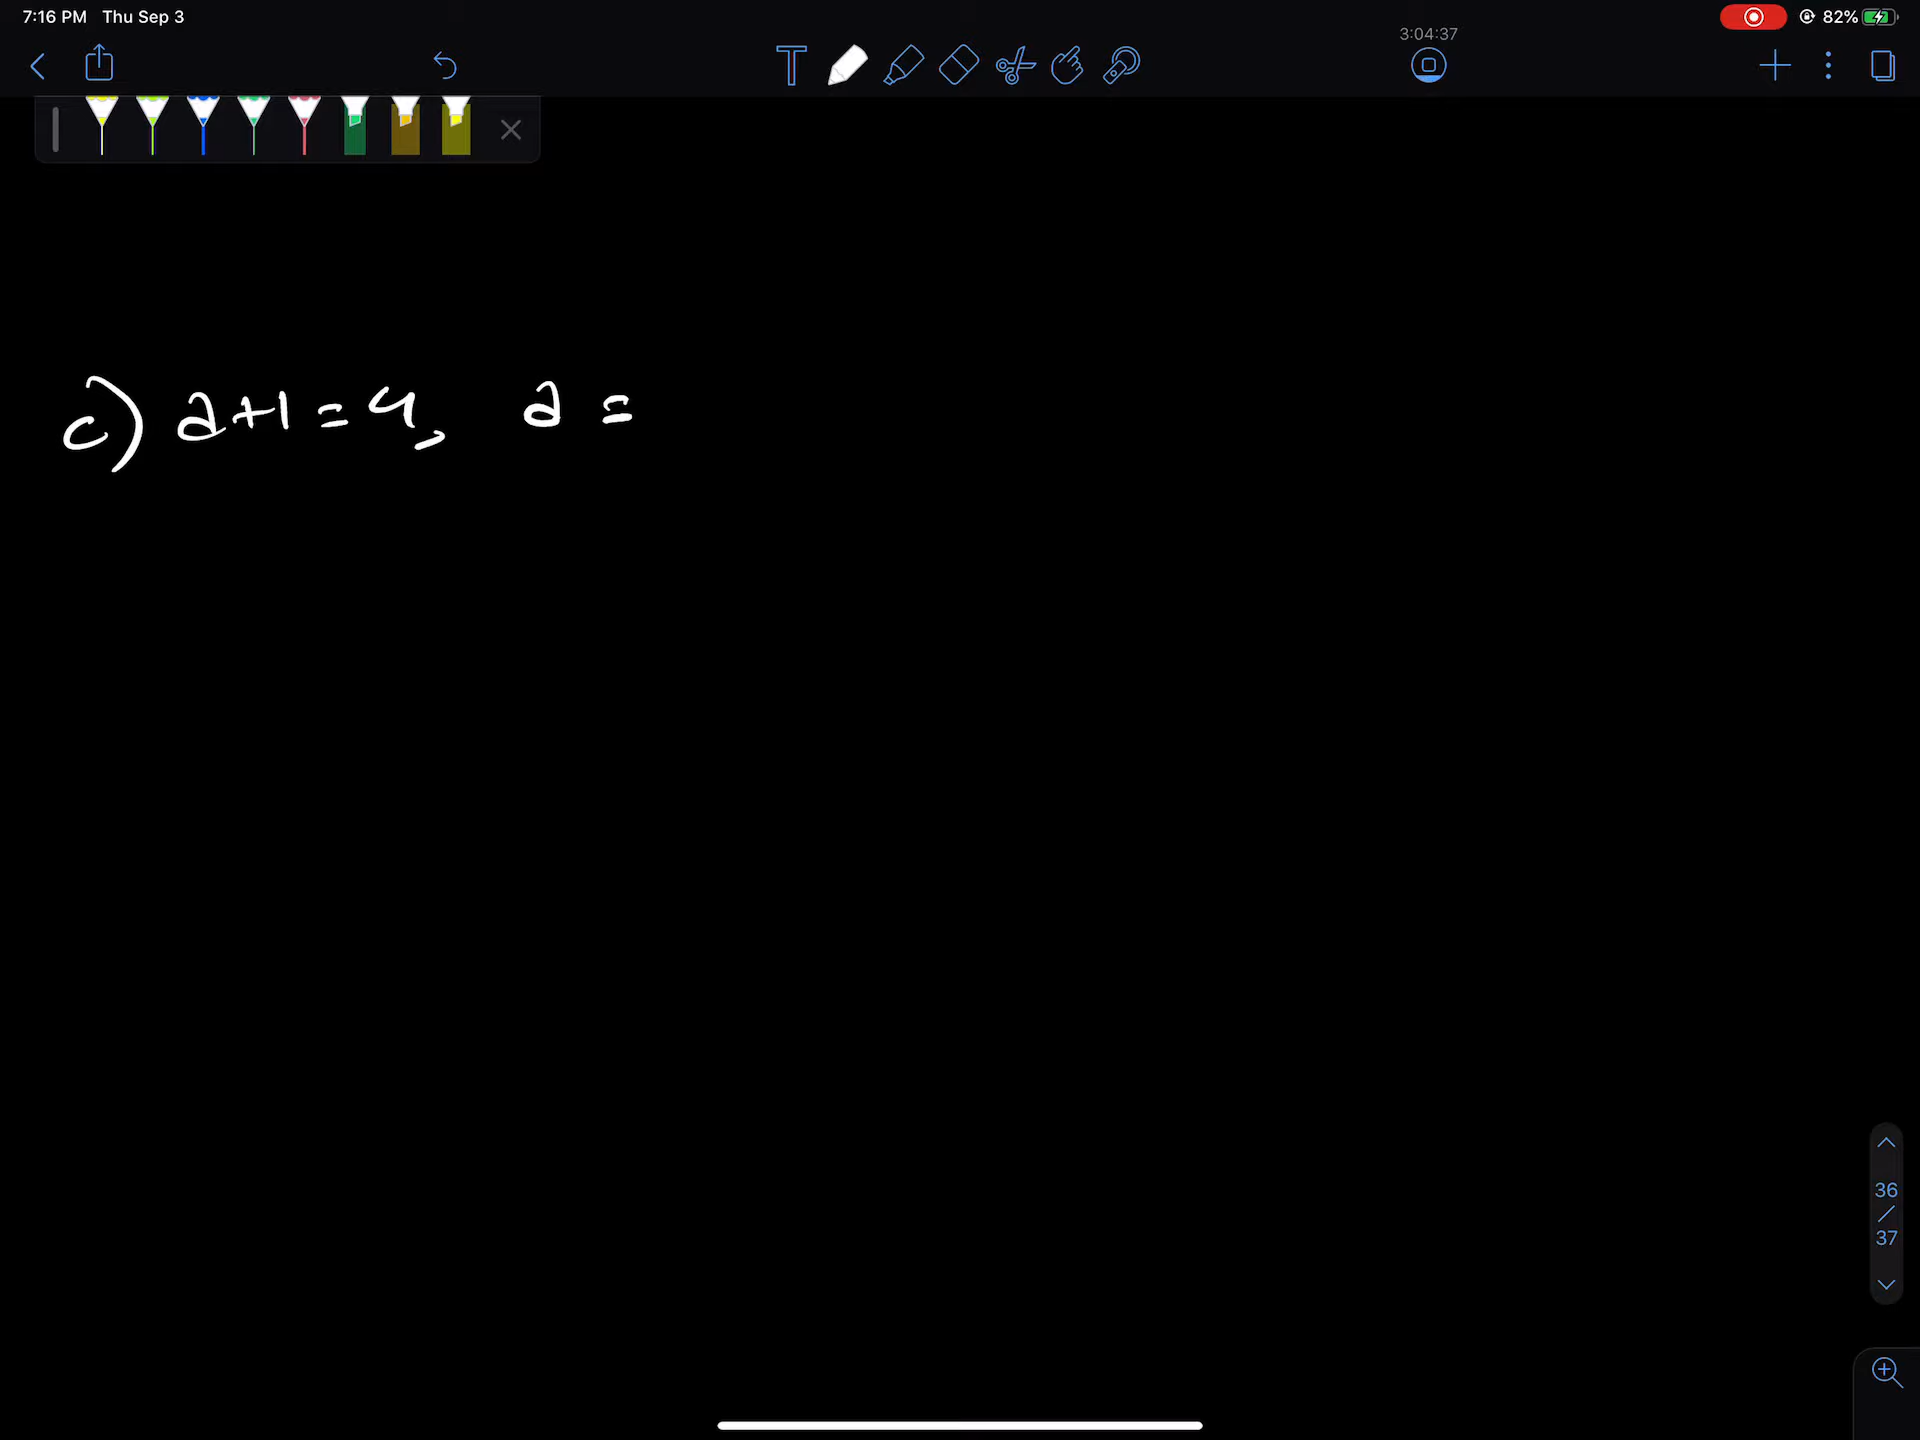 7:16 PM Thu Sep 3
82%
3:04:37
T
c) a+1 = 4, a =
36
/
37